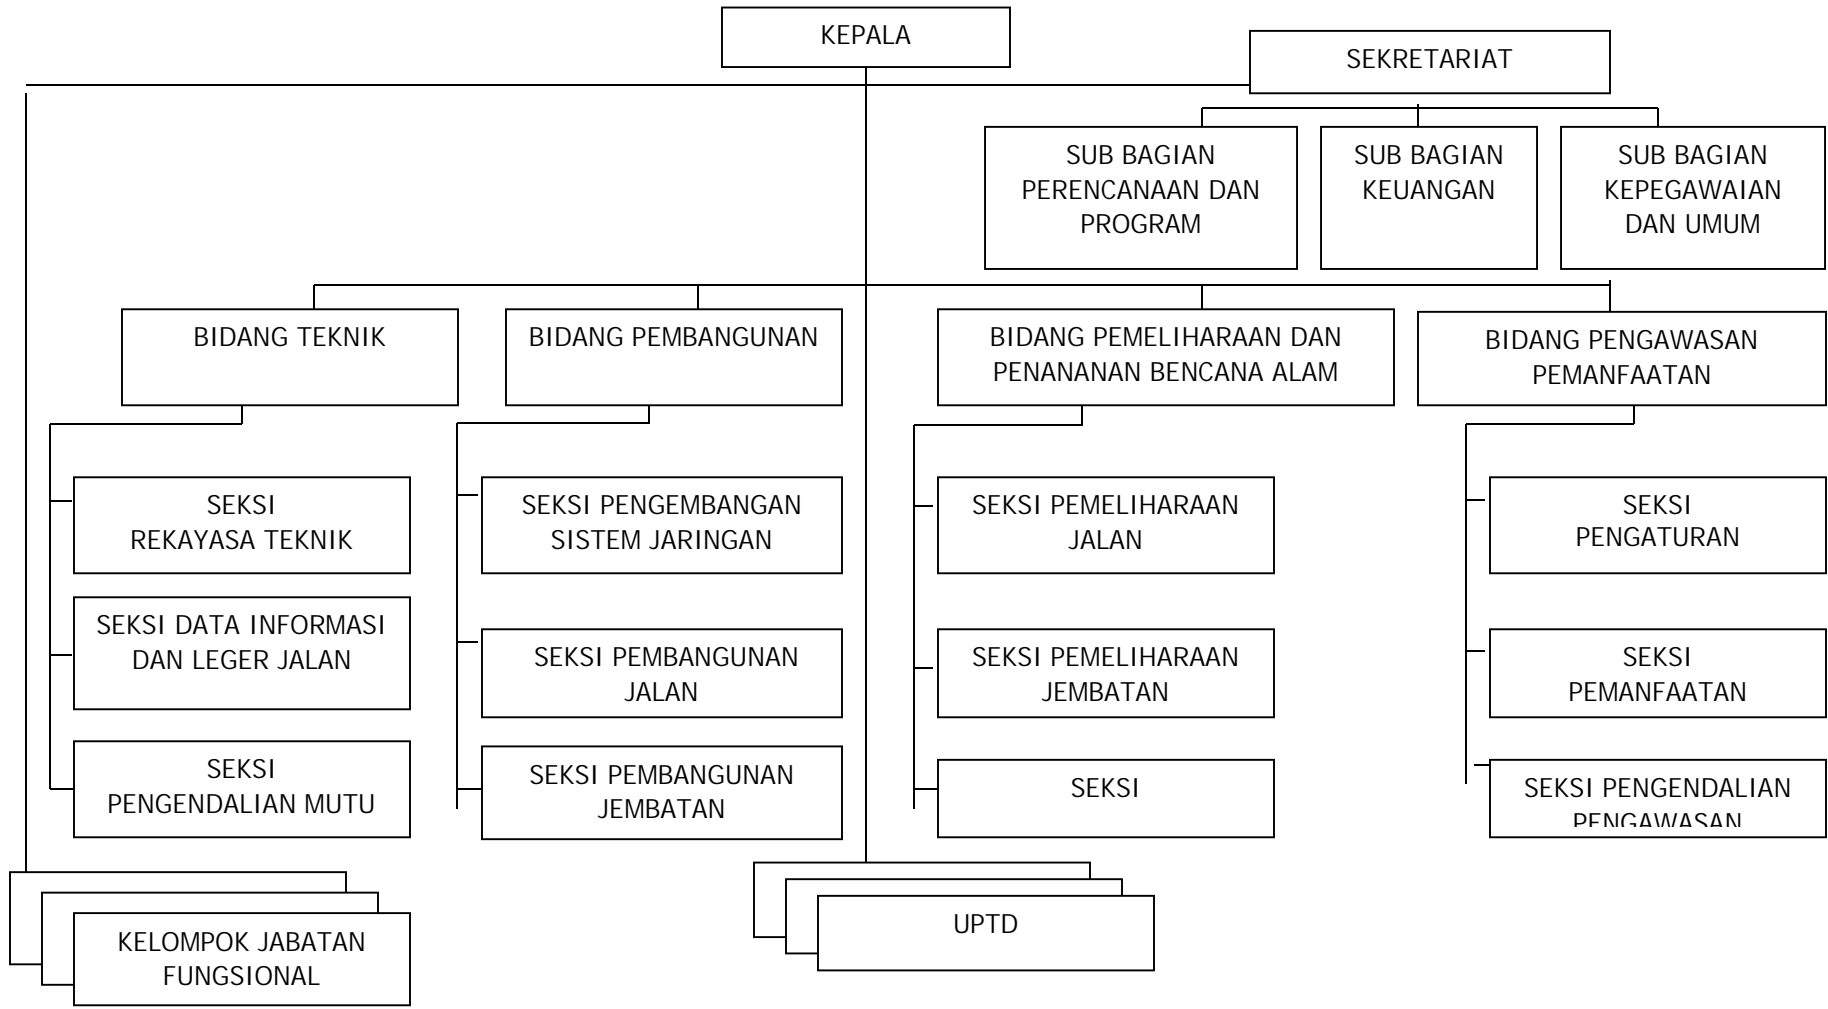 KEPALA
SEKRETARIAT
SUB BAGIAN
PERENCANAAN DAN
PROGRAM
SUB BAGIAN
KEUANGAN
SUB BAGIAN
KEPEGAWAIAN
DAN UMUM
BIDANG TEKNIK
BIDANG PEMBANGUNAN
BIDANG PEMELIHARAAN DAN
PENANANAN BENCANA ALAM
BIDANG PENGAWASAN
PEMANFAATAN
SEKSI
REKAYASA TEKNIK
SEKSI DATA INFORMASI
DAN LEGER JALAN
SEKSI
PENGENDALIAN MUTU
SEKSI PENGEMBANGAN
SISTEM JARINGAN
SEKSI PEMBANGUNAN
JALAN
SEKSI PEMBANGUNAN
JEMBATAN
SEKSI PEMELIHARAAN
JALAN
SEKSI PEMELIHARAAN
JEMBATAN
SEKSI
SEKSI
PENGATURAN
SEKSI
PEMANFAATAN
SEKSI PENGENDALIAN
PENGAWASAN
KELOMPOK JABATAN
FUNGSIONAL
UPTD